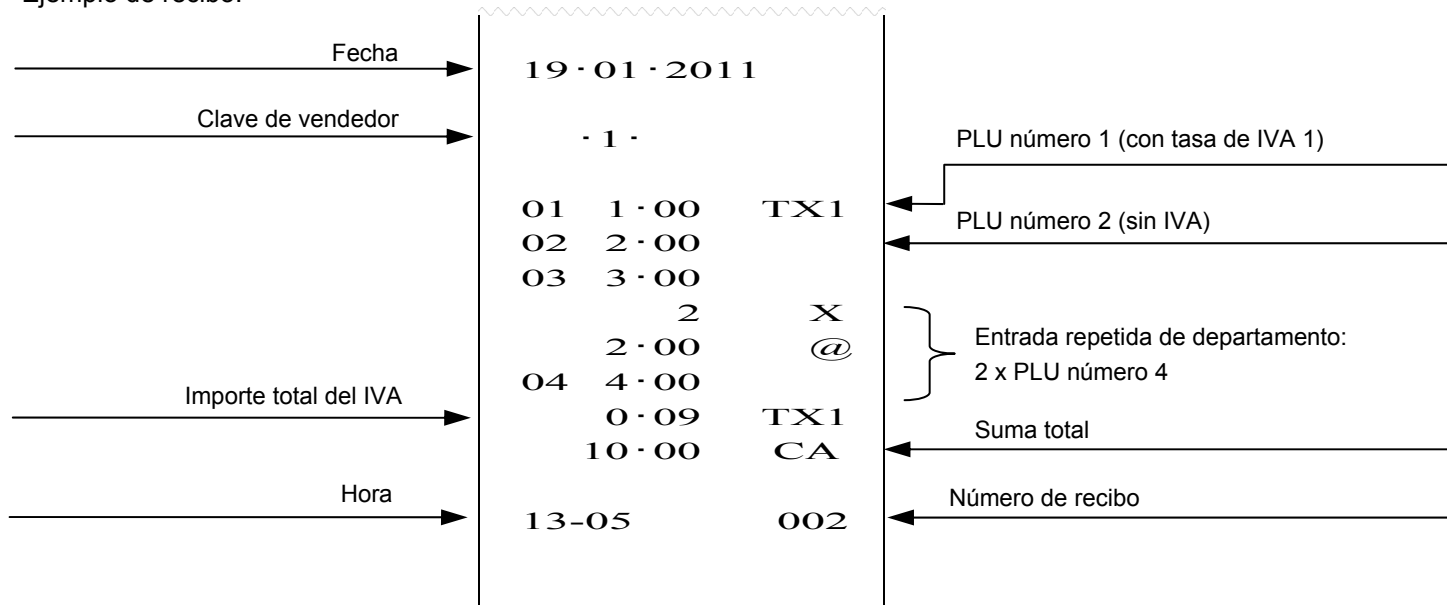 Ejemplo de recibo:
Fecha
19-01-2011
Clave de vendedor
-1-
PLU número 1 (con tasa de IVA 1)
01 1-00 TX1
PLU número 2 (sin IVA)
02 2-00
03 3-00
2 X
2-00 @
Entrada repetida de departamento:
2 x PLU número 4
04 4-00
Importe total del IVA
0-09 TX1
Suma total
10-00 CA
Hora
Número de recibo
13-05 002